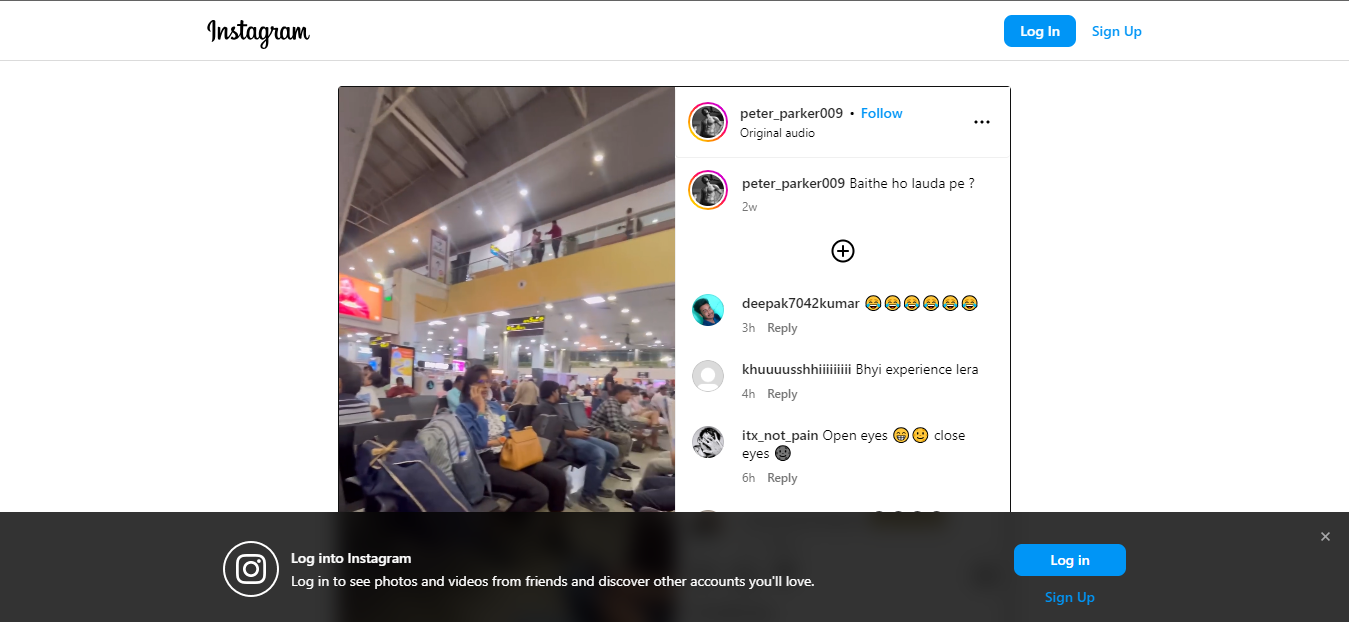 Instagram
Log In
Sign Up
peter_parker009 • Follow
Original audio
peter_parker009 Baithe ho lauda pe ?
2w
deepak7042kumar 😂😂😂😂😂😂
3h Reply
khuuuusshhiiiiiiiii Bhyi experience lera
4h Reply
itx_not_pain Open eyes 😁🙂 close
eyes 🌚
6h Reply
Log into Instagram
Log in to see photos and videos from friends and discover other accounts you'll love.
Log in
Sign Up